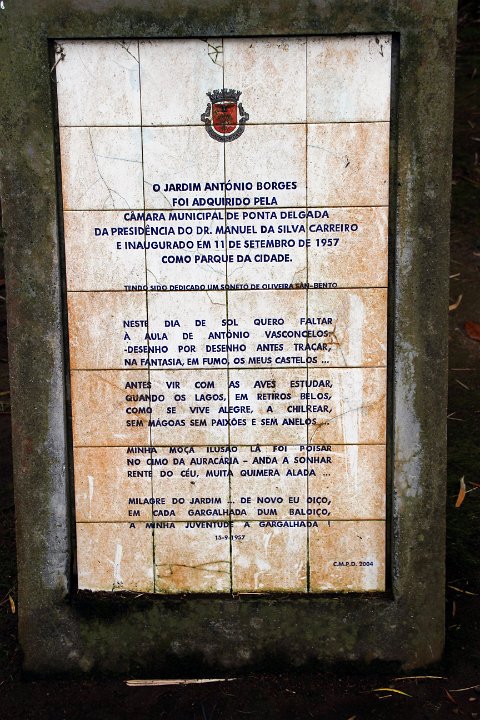 O JARDIM ANTÓNIO BORGES
FOI ADQUIRIDO PELA
CÂMARA MUNICIPAL DE PONTA DELGADA
DA PRESIDÊNCIA DO DR. MANUEL DA SILVA CARREIRO
E INAUGURADO EM 11 DE SETEMBRO DE 1957
COMO PARQUE DA CIDADE.
TENDO SIDO DEDICADO UM SONETO DE OLIVEIRA SAN-BENTO
NESTE DIA DE SOL QUERO FALTAR
À AULA DE ANTÓNIO VASCONCELOS:
-DESENHO POR DESENHO ANTES TRAÇAR,
NA FANTASIA, EM FUMO, OS MEUS CASTELOS ...
ANTES VIR COM AS AVES ESTUDAR,
QUANDO OS LAGOS, EM RETIROS BELOS,
COMO SE VIVE ALEGRE, A CHILREAR,
SEM MÁGOAS SEM PAIXÕES E SEM ANELOS ...
MINHA MOÇA ILUSÃO LÁ FOI POISAR
NO CIMO DA AURACÁRIA - ANDA A SONHAR
RENTE DO CÉU, MUITA QUIMERA ALADA ...
MILAGRE DO JARDIM ... DE NOVO EU OIÇO,
EM CADA GARGALHADA DUM BALOIÇO,
A MINHA JUVENTUDE À GARGALHADA !
15-9-1957
C.M.P.D. 2004